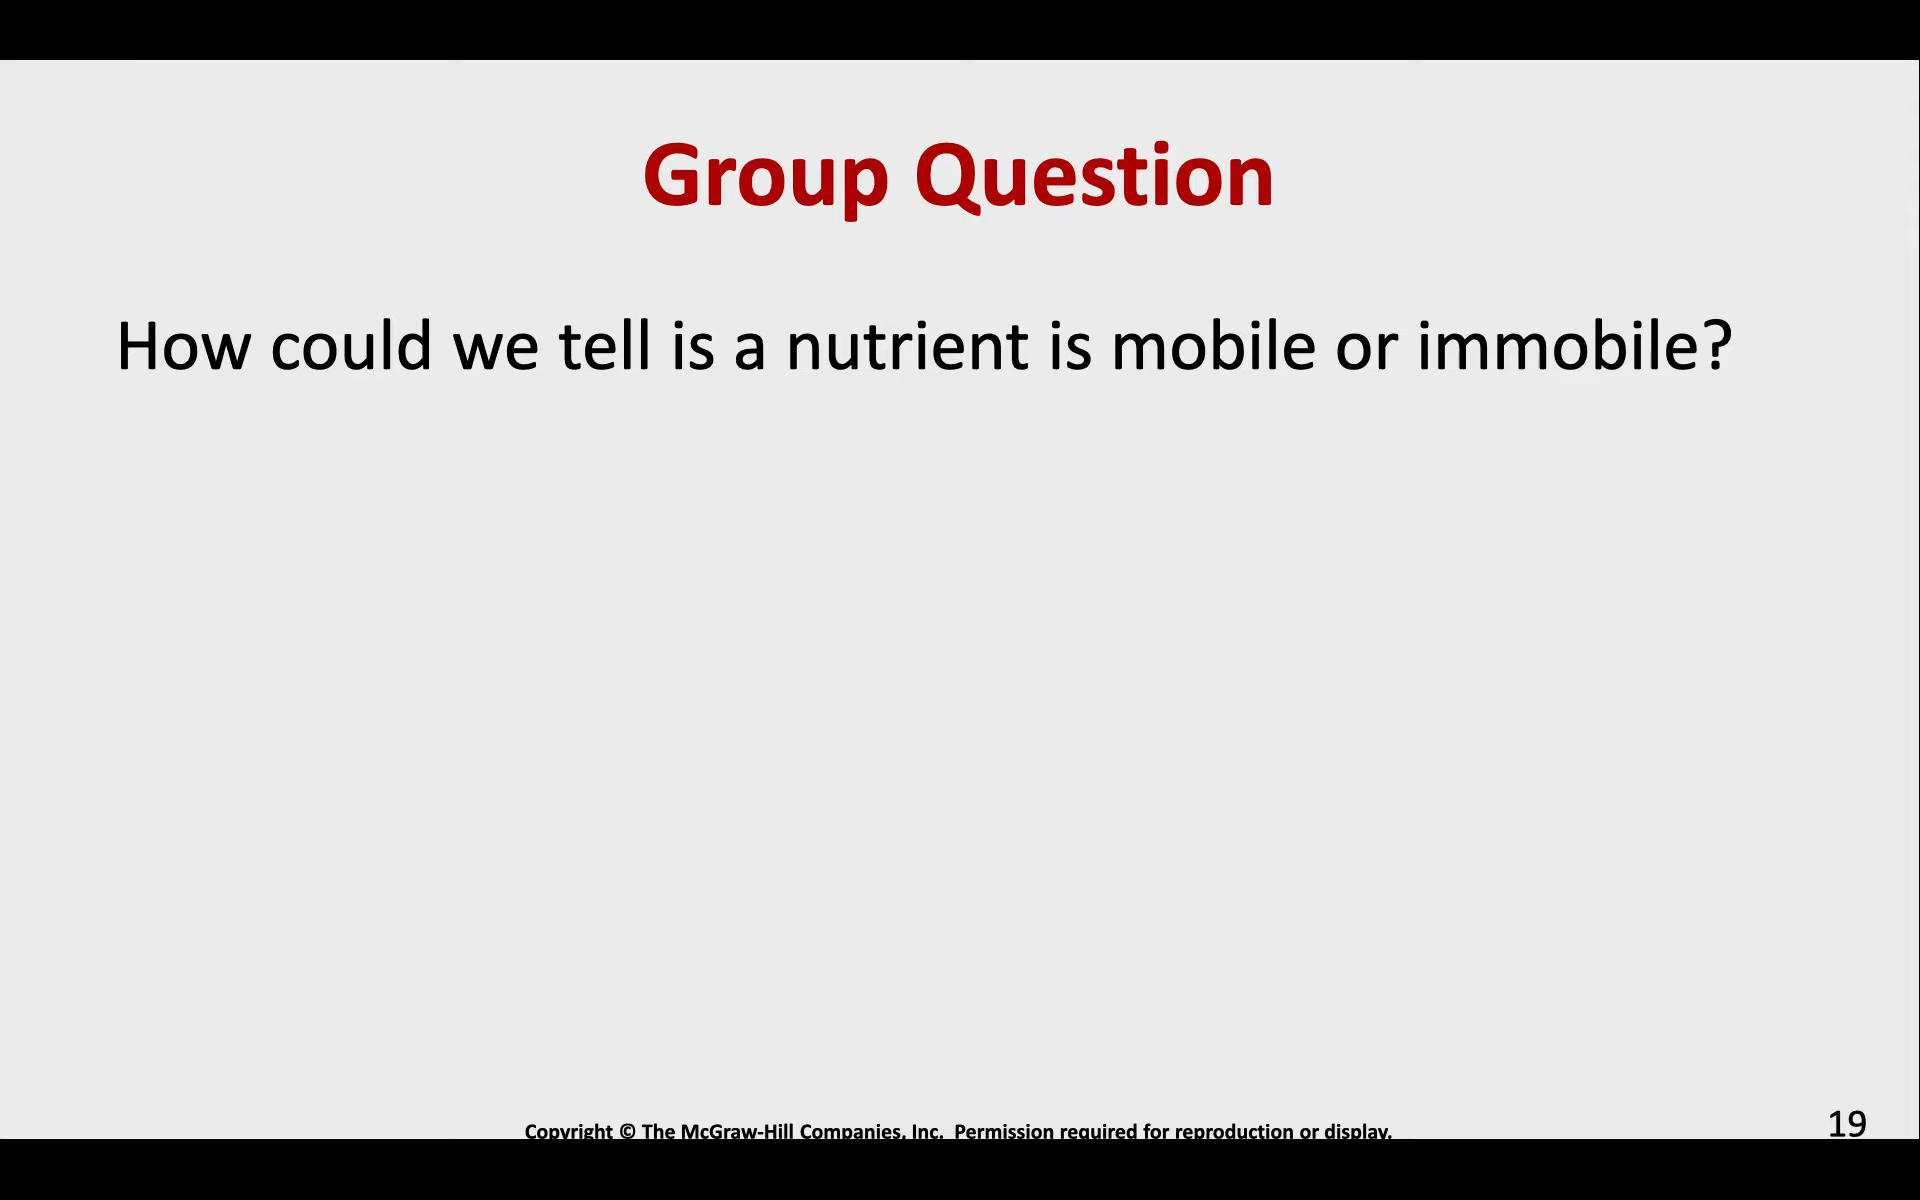 Group Question
How could we tell is a nutrient is mobile or immobile?
Copyright © The McGraw-Hill Companies, Inc. Permission required for reproduction or display.
19